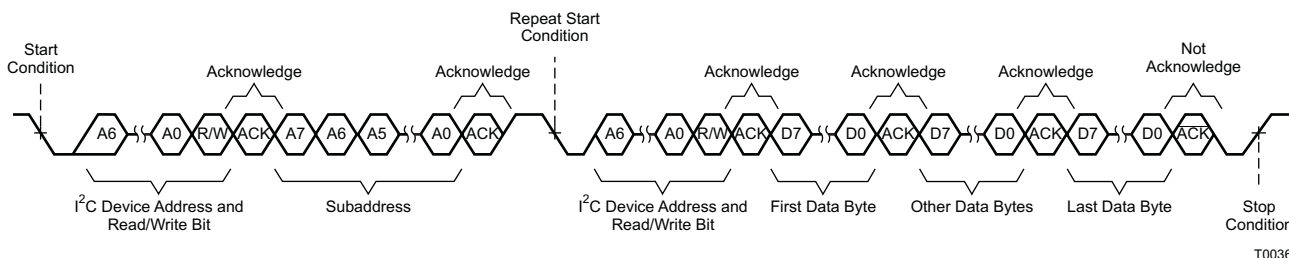 Repeat Start
Condition
Start
Condition
Not
Acknowledge
Acknowledge
Acknowledge
Acknowledge
Acknowledge
Acknowledge
A6 A0 R/W ACK A7 A6 A5 A0 ACK A6 A0 R/W ACK D7 D0 ACK D7 D0 ACK D7 D0 ACK
I2C Device Address and
Read/Write Bit
Subaddress
I2C Device Address and
Read/Write Bit
First Data Byte
Other Data Bytes
Last Data Byte
Stop
Condition
T0036